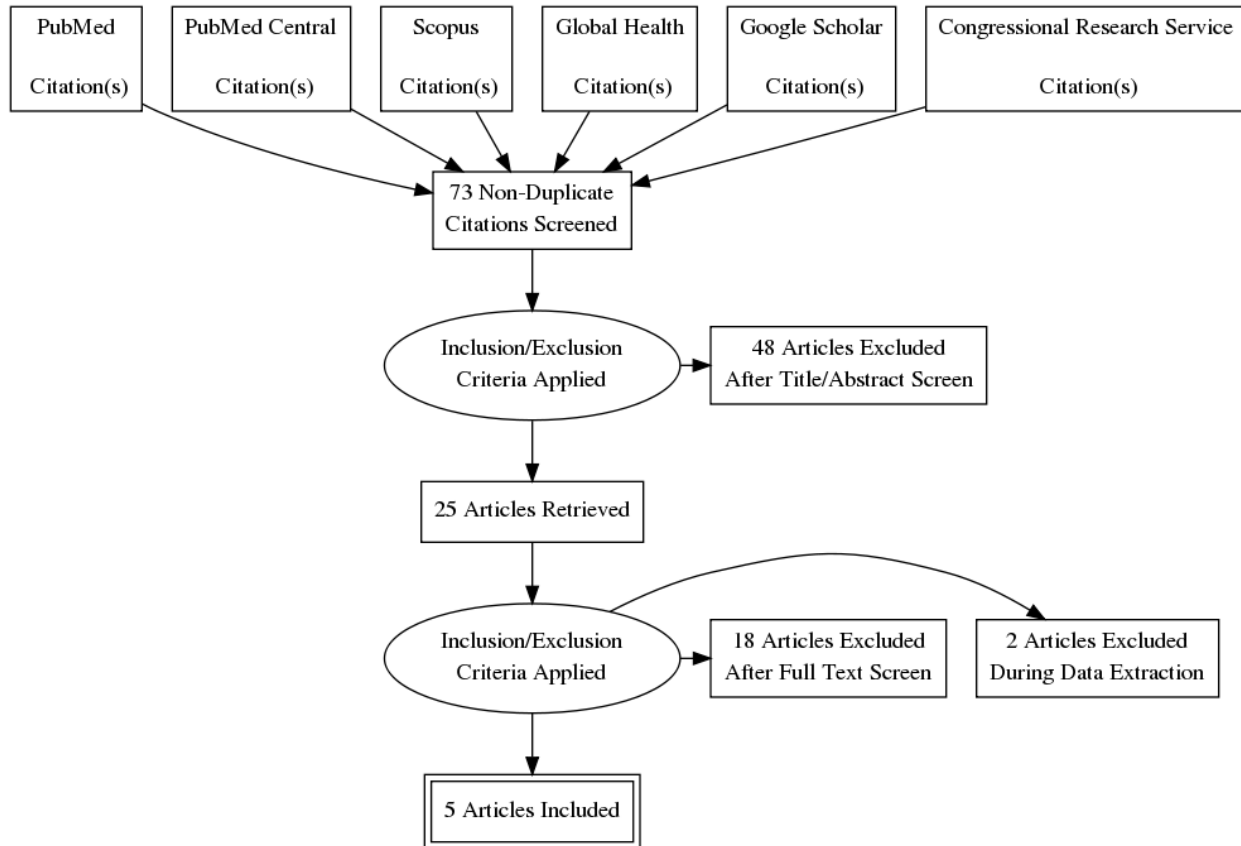 PubMed
Citation(s)
PubMed Central
Citation(s)
Scopus
Citation(s)
Global Health
Citation(s)
Google Scholar
Citation(s)
Congressional Research Service
Citation(s)
73 Non-Duplicate
Citations Screened
Inclusion/Exclusion
Criteria Applied
48 Articles Excluded
After Title/Abstract Screen
25 Articles Retrieved
Inclusion/Exclusion
Criteria Applied
18 Articles Excluded
After Full Text Screen
2 Articles Excluded
During Data Extraction
5 Articles Included